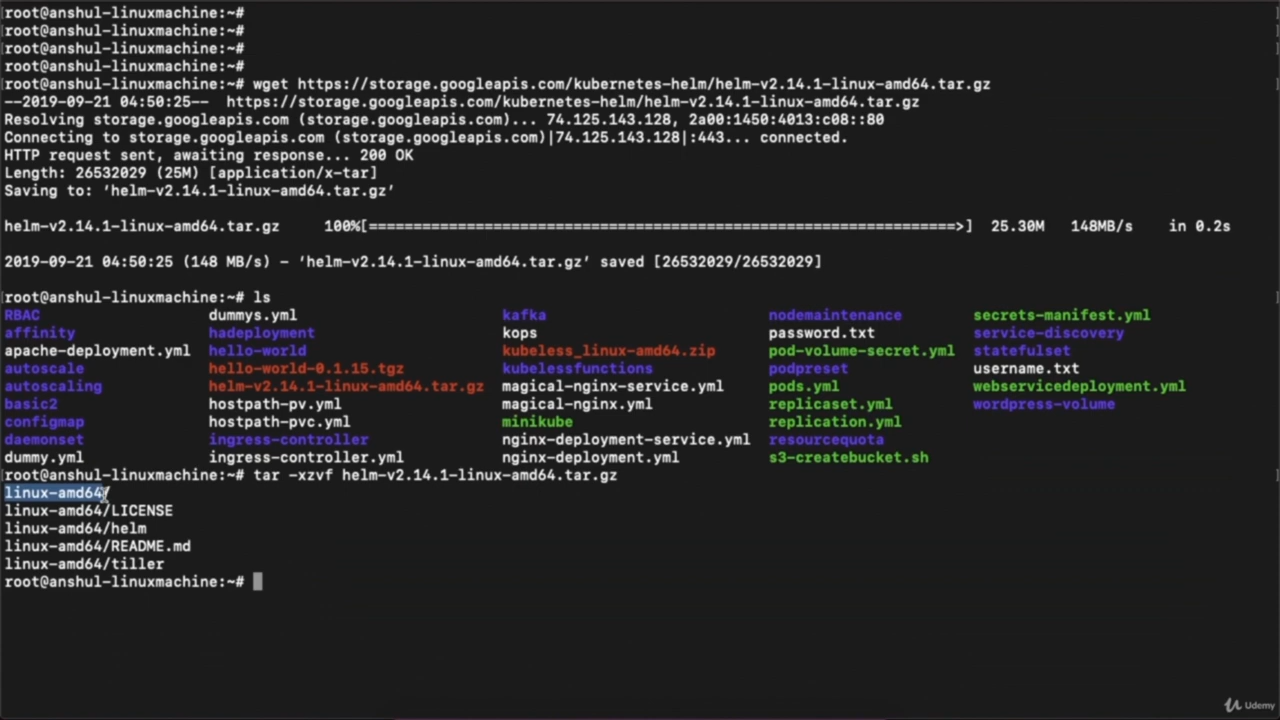 root@anshul-linuxmachine:~#
root@anshul-linuxmachine:~#
root@anshul-linuxmachine:~#
root@anshul-linuxmachine:~#
root@anshul-linuxmachine:~# wget https://storage.googleapis.com/kubernetes-helm/helm-v2.14.1-linux-amd64.tar.gz
--2019-09-21 04:50:25-- https://storage.googleapis.com/kubernetes-helm/helm-v2.14.1-linux-amd64.tar.gz
Resolving storage.googleapis.com (storage.googleapis.com)... 74.125.143.128, 2a00:1450:4013:c08::80
Connecting to storage.googleapis.com (storage.googleapis.com)|74.125.143.128|:443... connected.
HTTP request sent, awaiting response... 200 OK
Length: 26532029 (25M) [application/x-tar]
Saving to: ‘helm-v2.14.1-linux-amd64.tar.gz’
helm-v2.14.1-linux-amd64.tar.gz 100%[===================================================================>] 25.30M 148MB/s in 0.2s
2019-09-21 04:50:25 (148 MB/s) - ‘helm-v2.14.1-linux-amd64.tar.gz’ saved [26532029/26532029]
root@anshul-linuxmachine:~# ls
RBAC dummys.yml kafka nodemaintenance secrets-manifest.yml
affinity hadeployment kops password.txt service-discovery
apache-deployment.yml hello-world kubeless_linux-amd64.zip pod-volume-secret.yml statefulset
autoscale hello-world-0.1.15.tgz kubelessfunctions podpreset username.txt
autoscaling helm-v2.14.1-linux-amd64.tar.gz magical-nginx-service.yml pods.yml webservicedeployment.yml
basic2 hostpath-pv.yml magical-nginx.yml replicaset.yml wordpress-volume
configmap hostpath-pvc.yml minikube replication.yml
daemonset ingress-controller nginx-deployment-service.yml resourcequota
dummy.yml ingress-controller.yml nginx-deployment.yml s3-createbucket.sh
root@anshul-linuxmachine:~# tar -xzvf helm-v2.14.1-linux-amd64.tar.gz
linux-amd64/
linux-amd64/LICENSE
linux-amd64/helm
linux-amd64/README.md
linux-amd64/tiller
root@anshul-linuxmachine:~#
Udemy